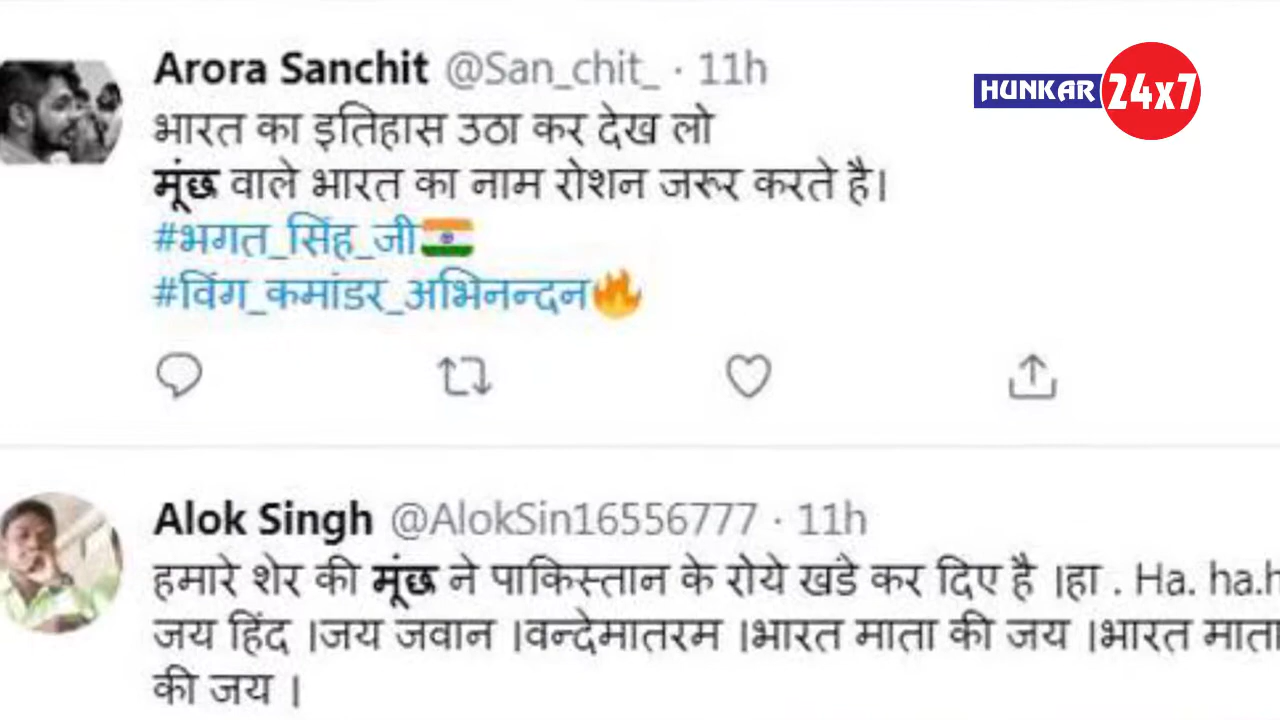 Arora Sanchit @San_chit_ · 11h
HUNKAR 24x7
भारत का इतिहास उठा कर देख लो
मूंछ वाले भारत का नाम रोशन जरूर करते है।
#भगत_सिंह_जी🇮🇳
#विंग_कमांडर_अभिनन्दन🔥
Alok Singh @AlokSin16556777 · 11h
हमारे शेर की मूंछ ने पाकिस्तान के रोये खडे कर दिए है ।हा . Ha. ha.h
जय हिंद ।जय जवान ।वन्देमातरम ।भारत माता की जय ।भारत माता
की जय ।